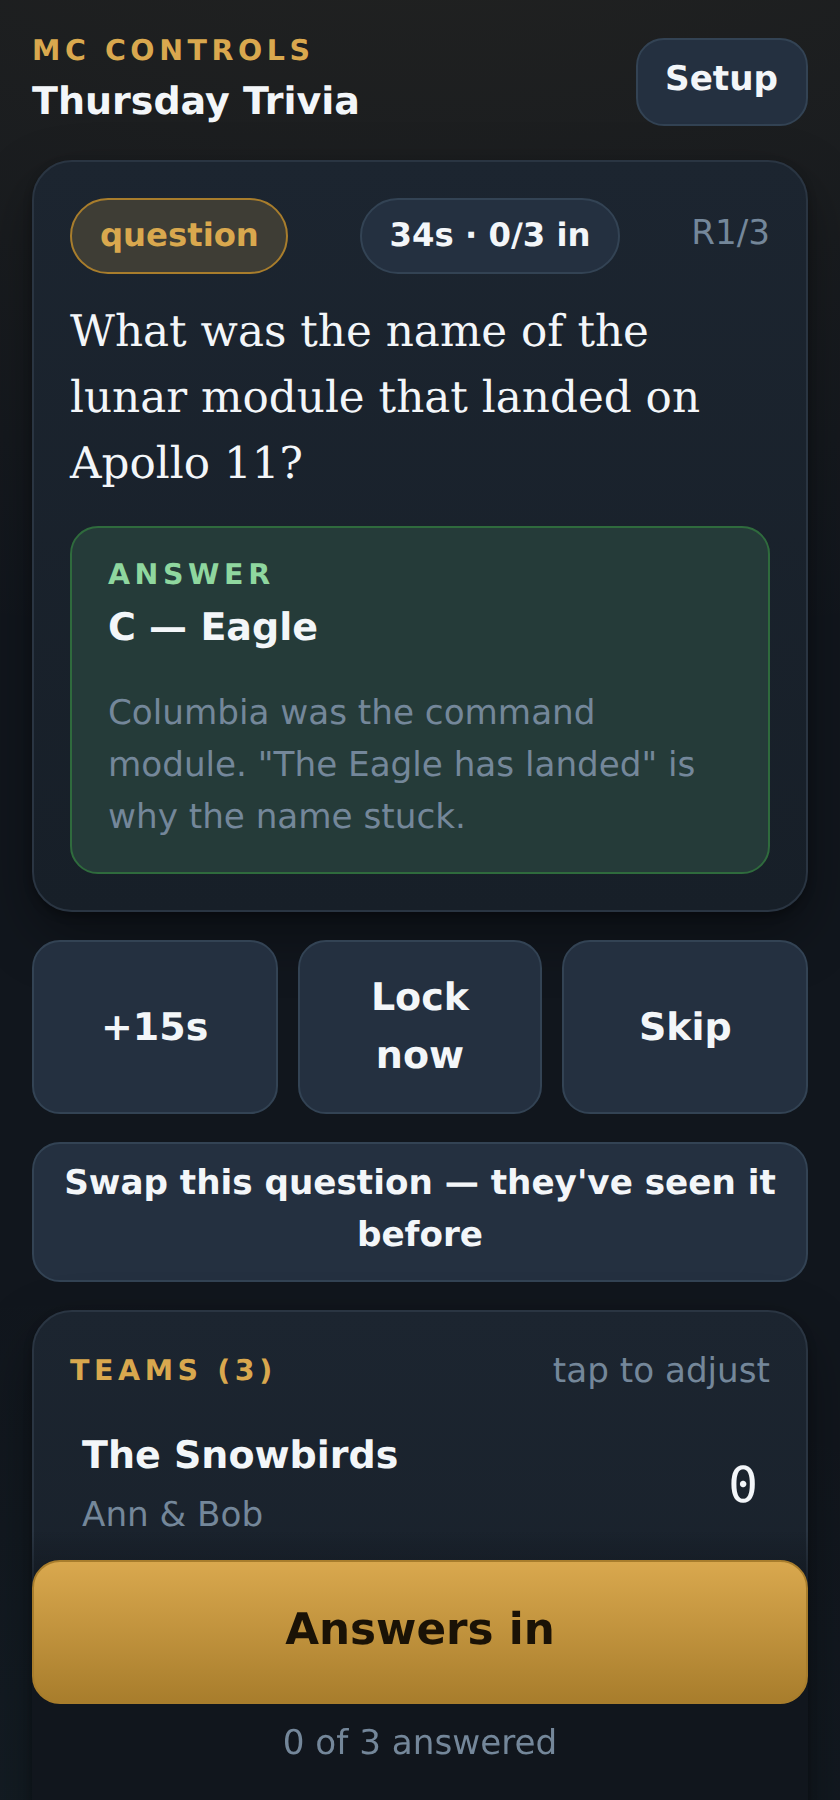 MC CONTROLS
Thursday Trivia
Setup
question
34s · 0/3 in
R1/3
What was the name of the
lunar module that landed on
Apollo 11?
ANSWER
C — Eagle
Columbia was the command
module. "The Eagle has landed" is
why the name stuck.
+15s
Lock
now
Skip
Swap this question — they've seen it
before
TEAMS (3)
tap to adjust
The Snowbirds
Ann & Bob
0
Answers in
0 of 3 answered